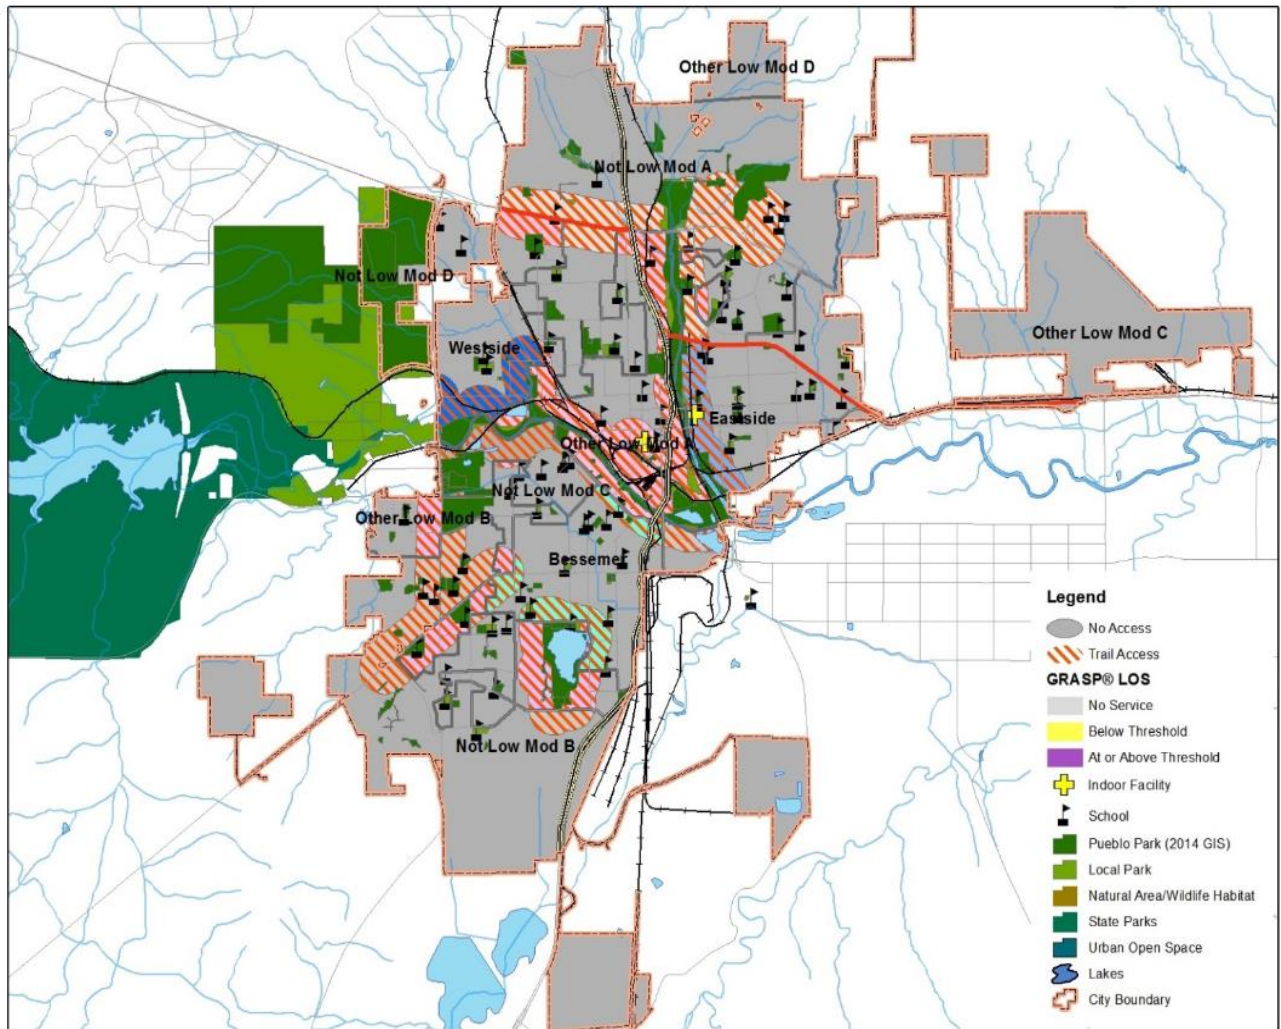 Other Low Mod D
Not Low Mod A
Not Low Mod D
Other Low Mod C
Westside
Eastside
Other Low Mod A
Not Low Mod C
Other Low Mod B
Bessemer
Not Low Mod B
Legend
No Access
Trail Access
GRASP® LOS
No Service
Below Threshold
At or Above Threshold
Indoor Facility
School
Pueblo Park (2014 GIS)
Local Park
Natural Area/Wildlife Habitat
State Parks
Urban Open Space
Lakes
City Boundary